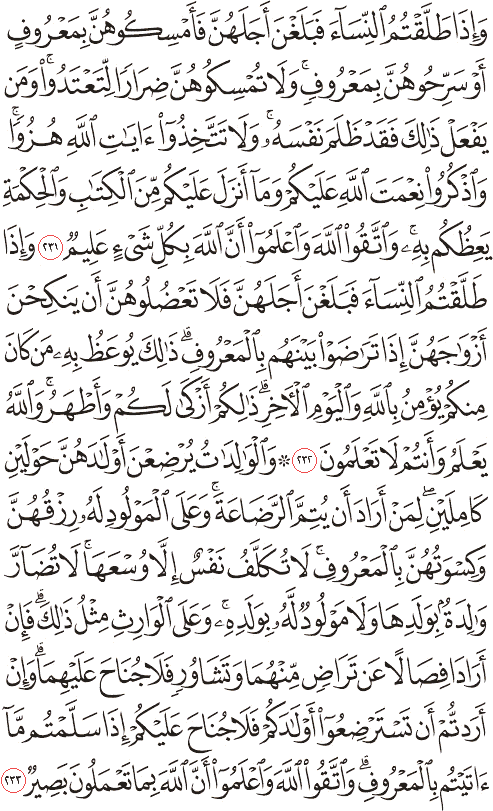 وَإِذَا طَلَّقْتُمُ ٱلنِّسَآءَ فَبَلَغْنَ أَجَلَهُنَّ فَأَمْسِكُوهُنَّ بِمَعْرُوفٍ
أَوْ سَرِّحُوهُنَّ بِمَعْرُوفٍۚ وَلَا تُمْسِكُوهُنَّ ضِرَارًا لِّتَعْتَدُوا۟ۚ وَمَن
يَفْعَلْ ذَٰلِكَ فَقَدْ ظَلَمَ نَفْسَهُۥۚ وَلَا تَتَّخِذُوٓا۟ ءَايَٰتِ ٱللَّهِ هُزُوًاۚ
وَٱذْكُرُوا۟ نِعْمَتَ ٱللَّهِ عَلَيْكُمْ وَمَآ أَنزَلَ عَلَيْكُم مِّنَ ٱلْكِتَٰبِ وَٱلْحِكْمَةِ
يَعِظُكُم بِهِۦۚ وَٱتَّقُوا۟ ٱللَّهَ وَٱعْلَمُوٓا۟ أَنَّ ٱللَّهَ بِكُلِّ شَىْءٍ عَلِيمٌ ٢٣١ وَإِذَا
طَلَّقْتُمُ ٱلنِّسَآءَ فَبَلَغْنَ أَجَلَهُنَّ فَلَا تَعْضُلُوهُنَّ أَن يَنكِحْنَ
أَزْوَٰجَهُنَّ إِذَا تَرَٰضَوْا۟ بَيْنَهُم بِٱلْمَعْرُوفِۗ ذَٰلِكَ يُوعَظُ بِهِۦ مَن كَانَ
مِنكُمْ يُؤْمِنُ بِٱللَّهِ وَٱلْيَوْمِ ٱلْءَاخِرِۗ ذَٰلِكُمْ أَزْكَىٰ لَكُمْ وَأَطْهَرُۚ وَٱللَّهُ
يَعْلَمُ وَأَنتُمْ لَا تَعْلَمُونَ ٢٣٢ ۞ وَٱلْوَٰلِدَٰتُ يُرْضِعْنَ أَوْلَٰدَهُنَّ حَوْلَيْنِ
كَامِلَيْنِۖ لِمَنْ أَرَادَ أَن يُتِمَّ ٱلرَّضَاعَةَۚ وَعَلَى ٱلْمَوْلُودِ لَهُۥ رِزْقُهُنَّ
وَكِسْوَتُهُنَّ بِٱلْمَعْرُوفِۚ لَا تُكَلَّفُ نَفْسٌ إِلَّا وُسْعَهَاۚ لَا تُضَآرَّ
وَٰلِدَةٌۢ بِوَلَدِهَا وَلَا مَوْلُودٌ لَّهُۥ بِوَلَدِهِۦۚ وَعَلَى ٱلْوَارِثِ مِثْلُ ذَٰلِكَۗ فَإِنْ
أَرَادَا فِصَالًا عَن تَرَاضٍ مِّنْهُمَا وَتَشَاوُرٍ فَلَا جُنَاحَ عَلَيْهِمَاۗ وَإِنْ
أَرَدتُّمْ أَن تَسْتَرْضِعُوٓا۟ أَوْلَٰدَكُمْ فَلَا جُنَاحَ عَلَيْكُمْ إِذَا سَلَّمْتُم مَّآ
ءَاتَيْتُم بِٱلْمَعْرُوفِۗ وَٱتَّقُوا۟ ٱللَّهَ وَٱعْلَمُوٓا۟ أَنَّ ٱللَّهَ بِمَا تَعْمَلُونَ بَصِيرٌ ٢٣٣